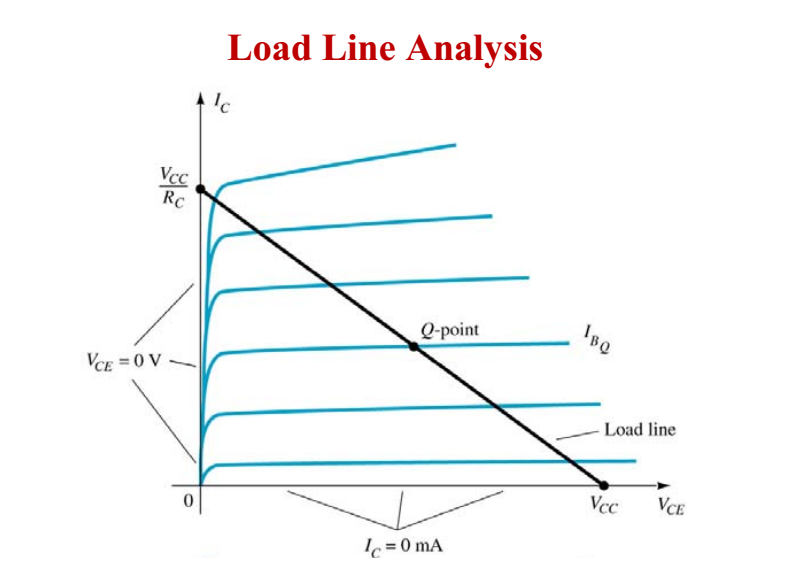 Load Line Analysis
I_C
V_CC
R_C
Q-point
I_BQ
V_CE = 0 V
Load line
0
V_CC
V_CE
I_C = 0 mA